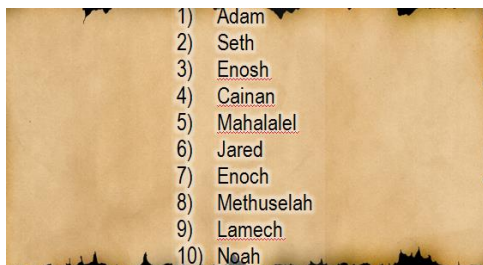 1) Adam
2) Seth
3) Enosh
4) Cainan
5) Mahalalel
6) Jared
7) Enoch
8) Methuselah
9) Lamech
10) Noah